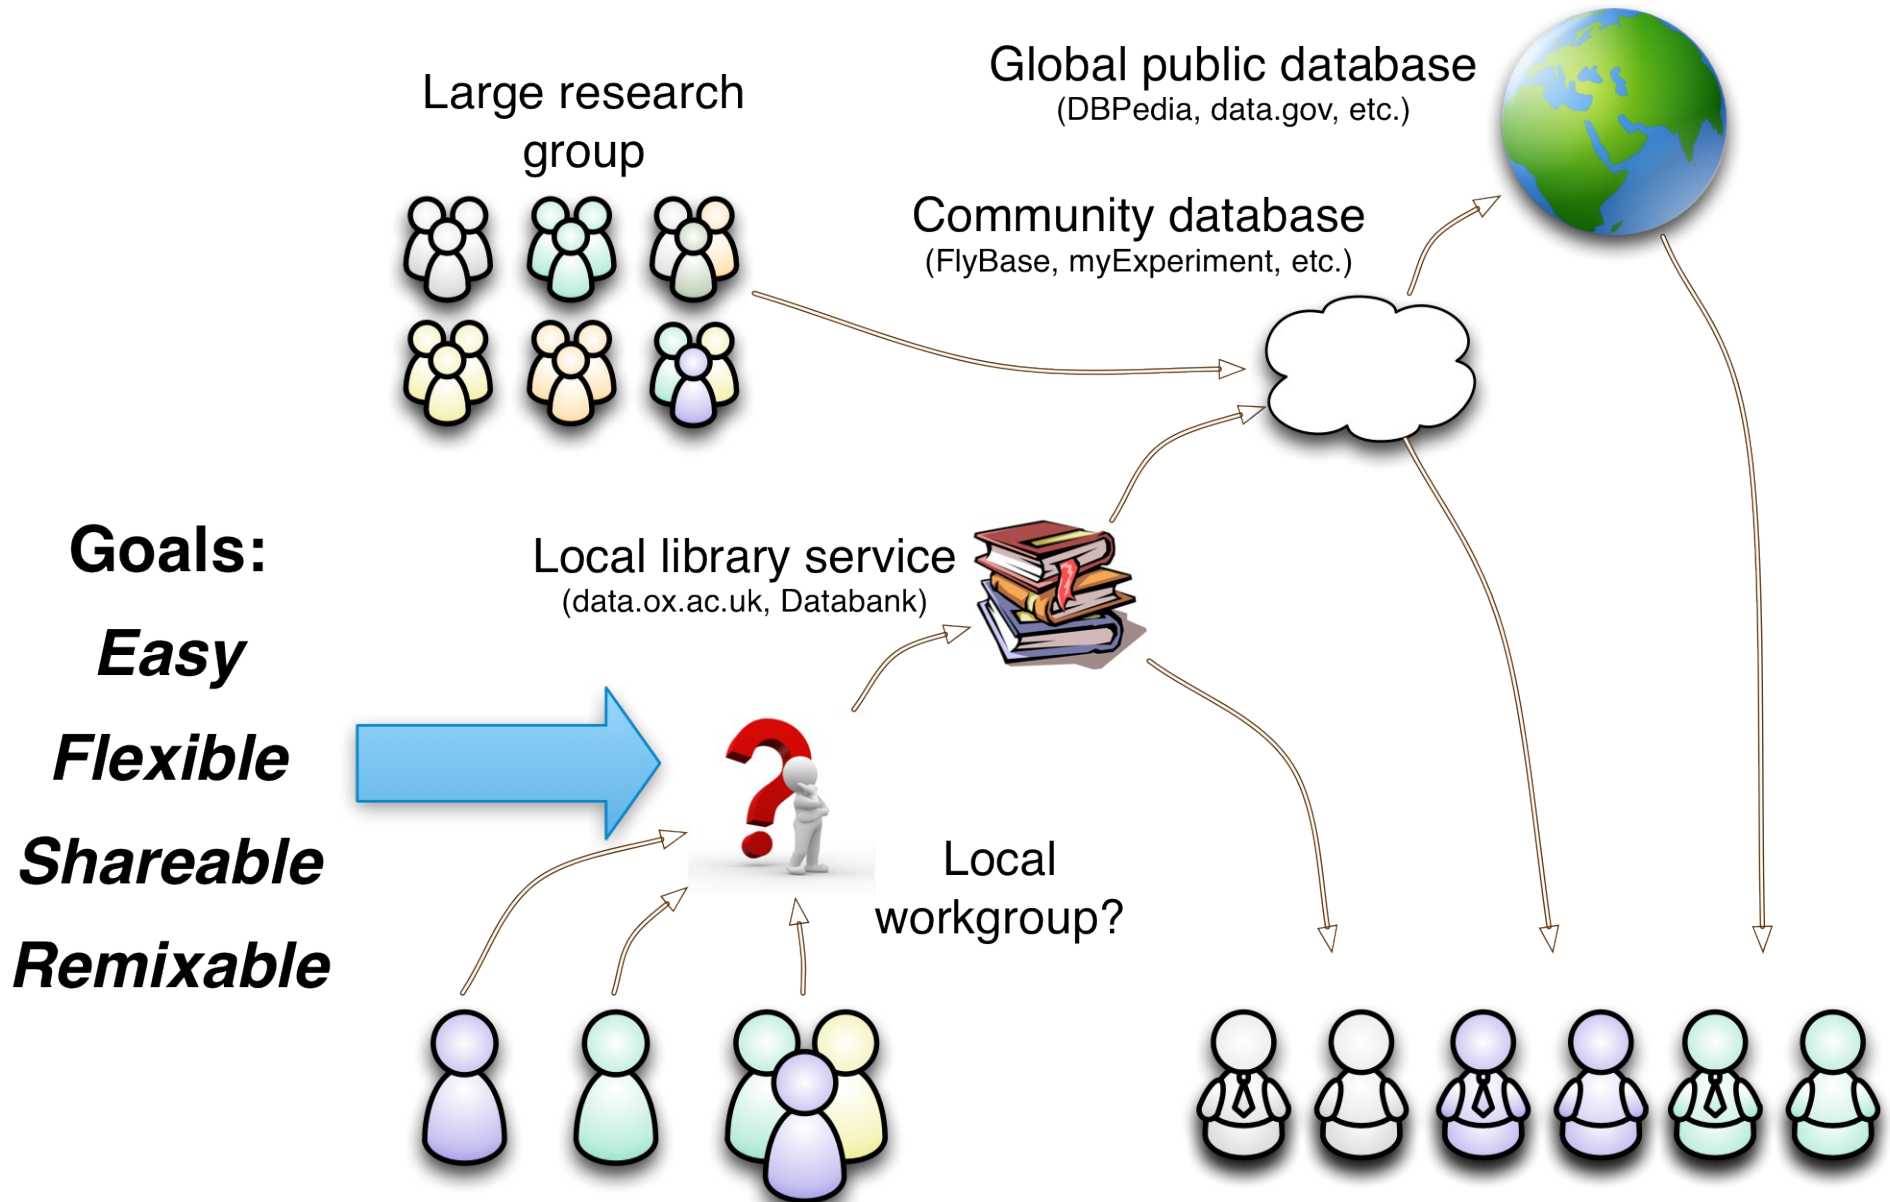 Global public database
(DBPedia, data.gov, etc.)
Large research
group
Community database
(FlyBase, myExperiment, etc.)
Goals:
Easy
Flexible
Shareable
Remixable
Local library service
(data.ox.ac.uk, Databank)
Local
workgroup?